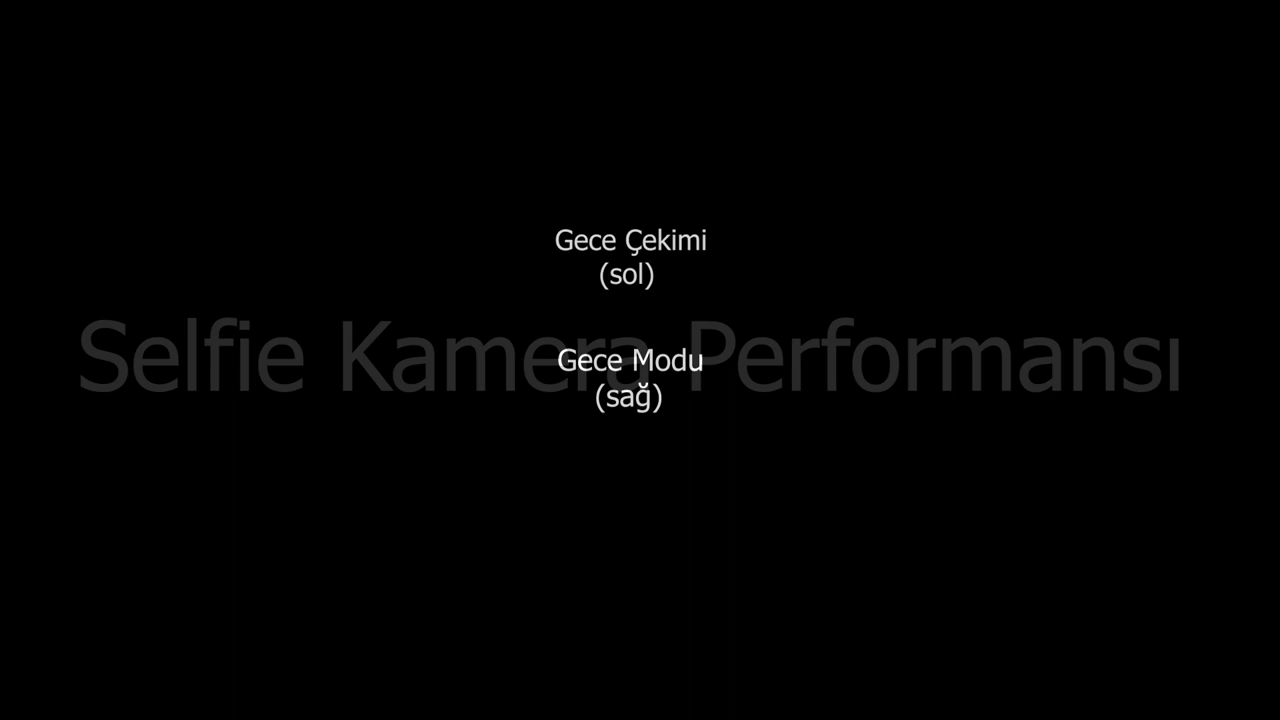 Gece Çekimi
(sol)
Selfie Kamera Performansı
Gece Modu
(sağ)